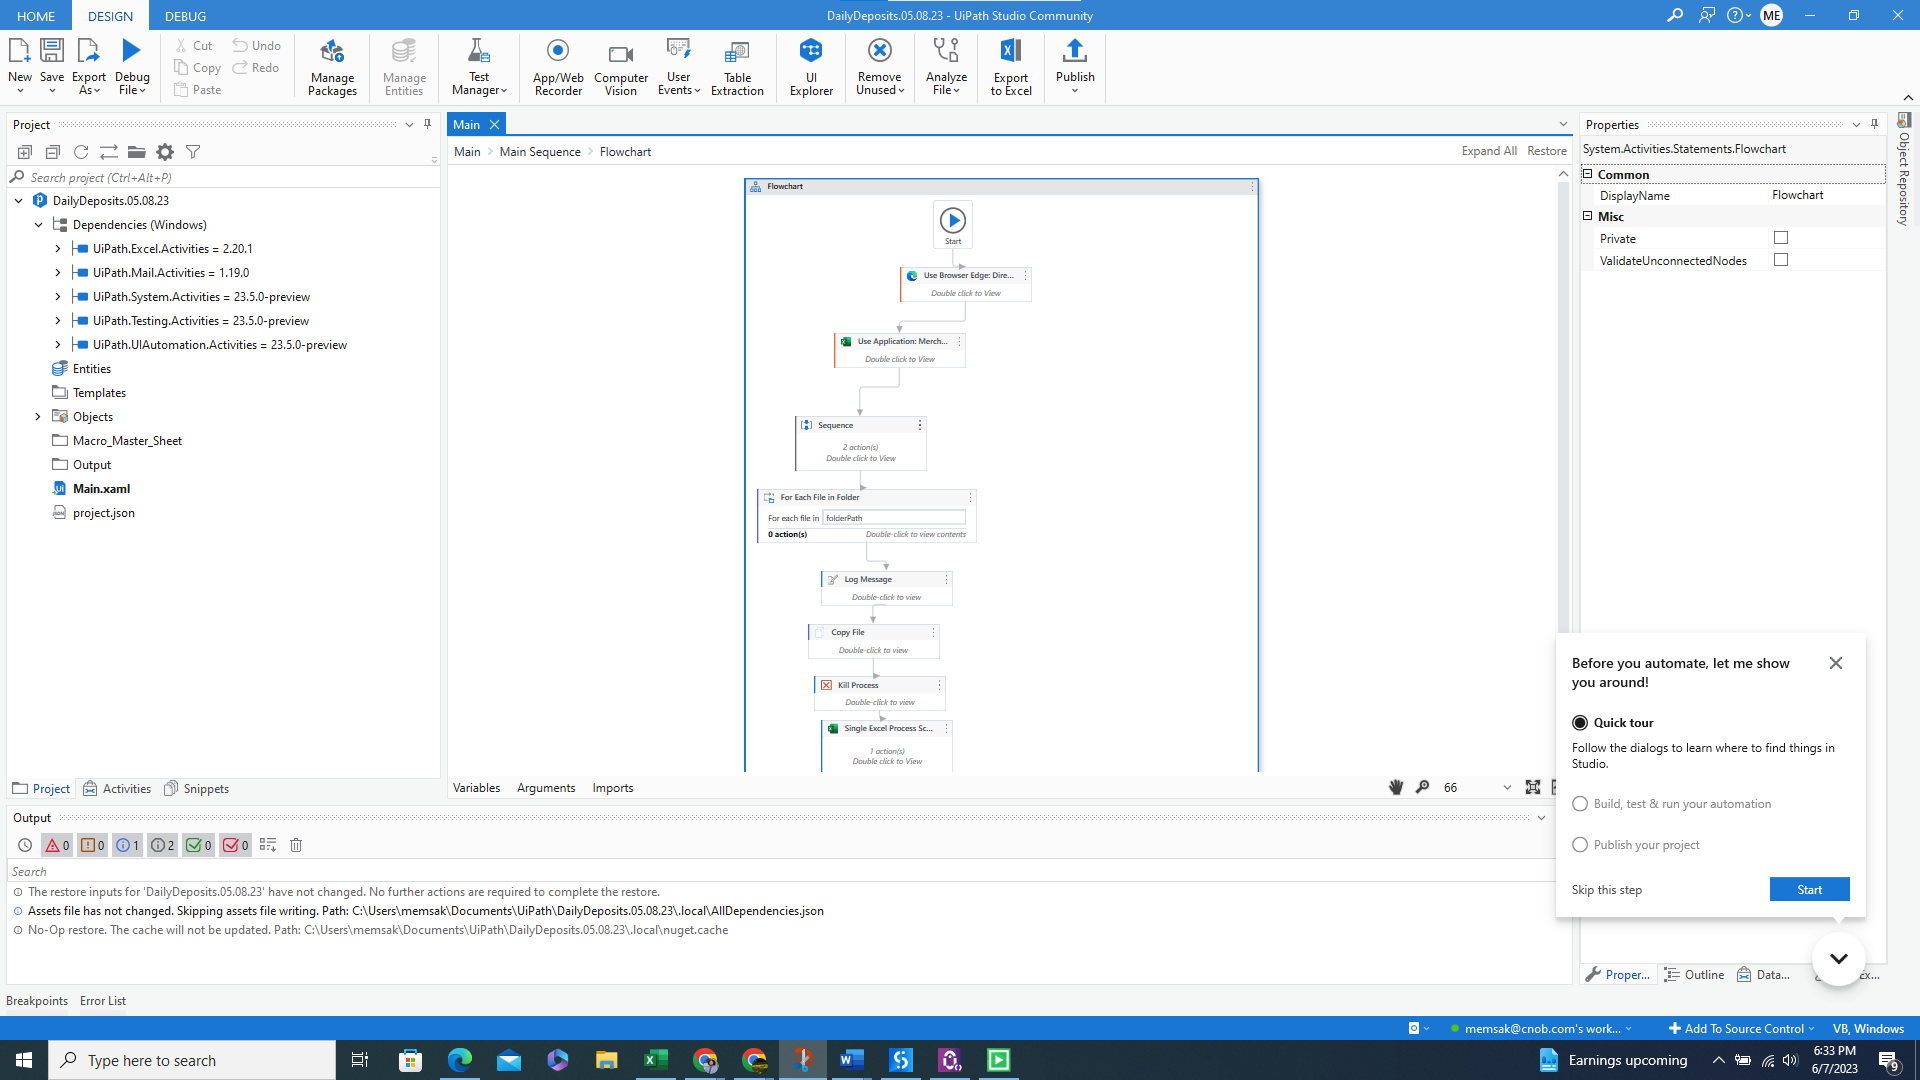 HOME
DESIGN
DEBUG
DailyDeposits.05.08.23 - UiPath Studio Community
ME
New
Save
Export As
Debug File
Cut
Copy
Paste
Undo
Redo
Manage Packages
Manage Entities
Test Manager
App/Web Recorder
Computer Vision
User Events
Table Extraction
UI Explorer
Remove Unused
Analyze File
Export to Excel
Publish
Project
Search project (Ctrl+Alt+P)
DailyDeposits.05.08.23
Dependencies (Windows)
UiPath.Excel.Activities = 2.20.1
UiPath.Mail.Activities = 1.19.0
UiPath.System.Activities = 23.5.0-preview
UiPath.Testing.Activities = 23.5.0-preview
UiPath.UIAutomation.Activities = 23.5.0-preview
Entities
Templates
Objects
Macro_Master_Sheet
Output
Main.xaml
project.json
Project
Activities
Snippets
Main
Main > Main Sequence > Flowchart
Expand All
Restore
Flowchart
Start
Use Browser Edge: Dire...
Double click to View
Use Application: Merch...
Double click to View
Sequence
2 action(s)
Double click to View
For Each File in Folder
For each file in folderPath
0 action(s)
Double-click to view contents
Log Message
Double-click to view
Copy File
Double-click to view
Kill Process
Double-click to view
Single Excel Process Sc...
1 action(s)
Double click to View
Variables
Arguments
Imports
66
Properties
System.Activities.Statements.Flowchart
Common
DisplayName
Flowchart
Misc
Private
ValidateUnconnectedNodes
Object Repository
Before you automate, let me show
you around!
Quick tour
Follow the dialogs to learn where to find things in
Studio.
Build, test & run your automation
Publish your project
Skip this step
Start
Proper...
Outline
Data...
Ex...
Output
0
0
1
2
0
0
Search
The restore inputs for 'DailyDeposits.05.08.23' have not changed. No further actions are required to complete the restore.
Assets file has not changed. Skipping assets file writing. Path: C:\Users\memsak\Documents\UiPath\DailyDeposits.05.08.23\.local\AllDependencies.json
No-Op restore. The cache will not be updated. Path: C:\Users\memsak\Documents\UiPath\DailyDeposits.05.08.23\.local\nuget.cache
Breakpoints
Error List
memsak@cnob.com's work...
Add To Source Control
VB, Windows
Type here to search
Earnings upcoming
6:33 PM
6/7/2023
9